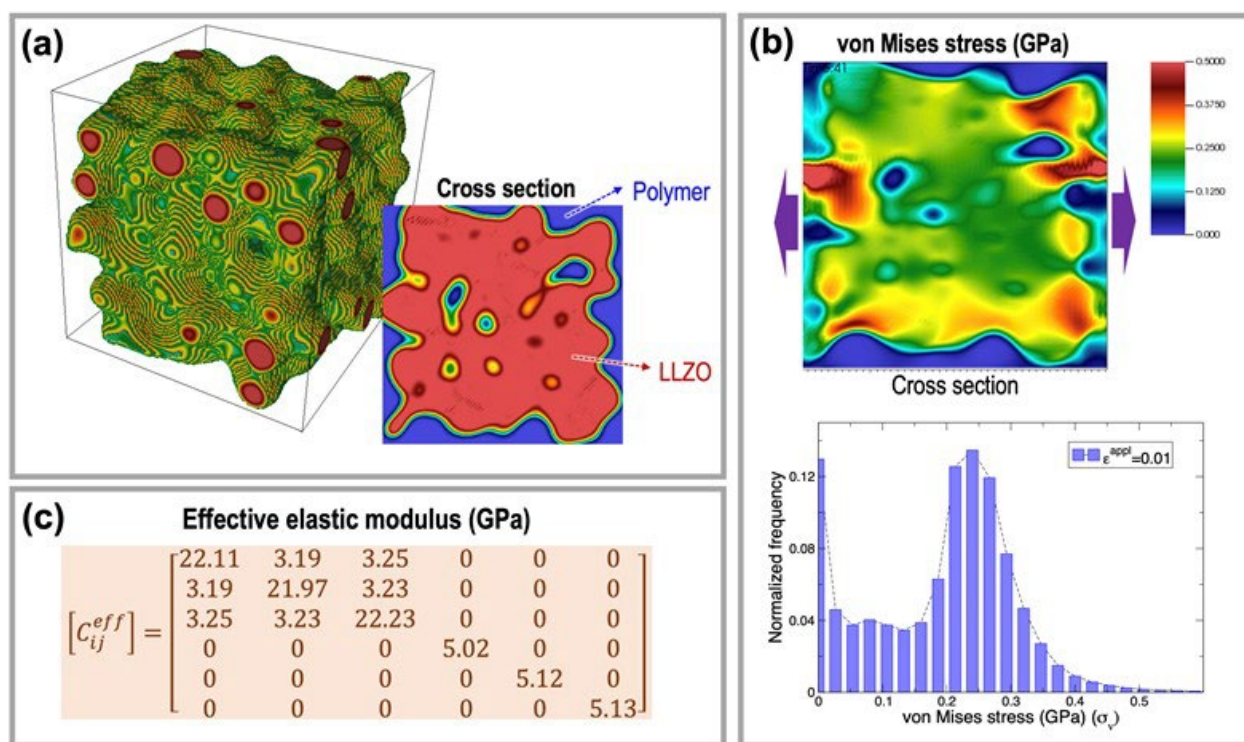 (a)
Cross section
Polymer
LLZO
(b)
von Mises stress (GPa)
0.5000
0.3750
0.2500
0.1250
0.000
Cross section
Normalized frequency
0.12
0.08
0.04
0
ε^appl=0.01
0 0.1 0.2 0.3 0.4 0.5
von Mises stress (GPa) (σ_v)
(c)
Effective elastic modulus (GPa)
[C_ij^eff] =
22.11 3.19 3.25 0 0 0
3.19 21.97 3.23 0 0 0
3.25 3.23 22.23 0 0 0
0 0 0 5.02 0 0
0 0 0 0 5.12 0
0 0 0 0 0 5.13